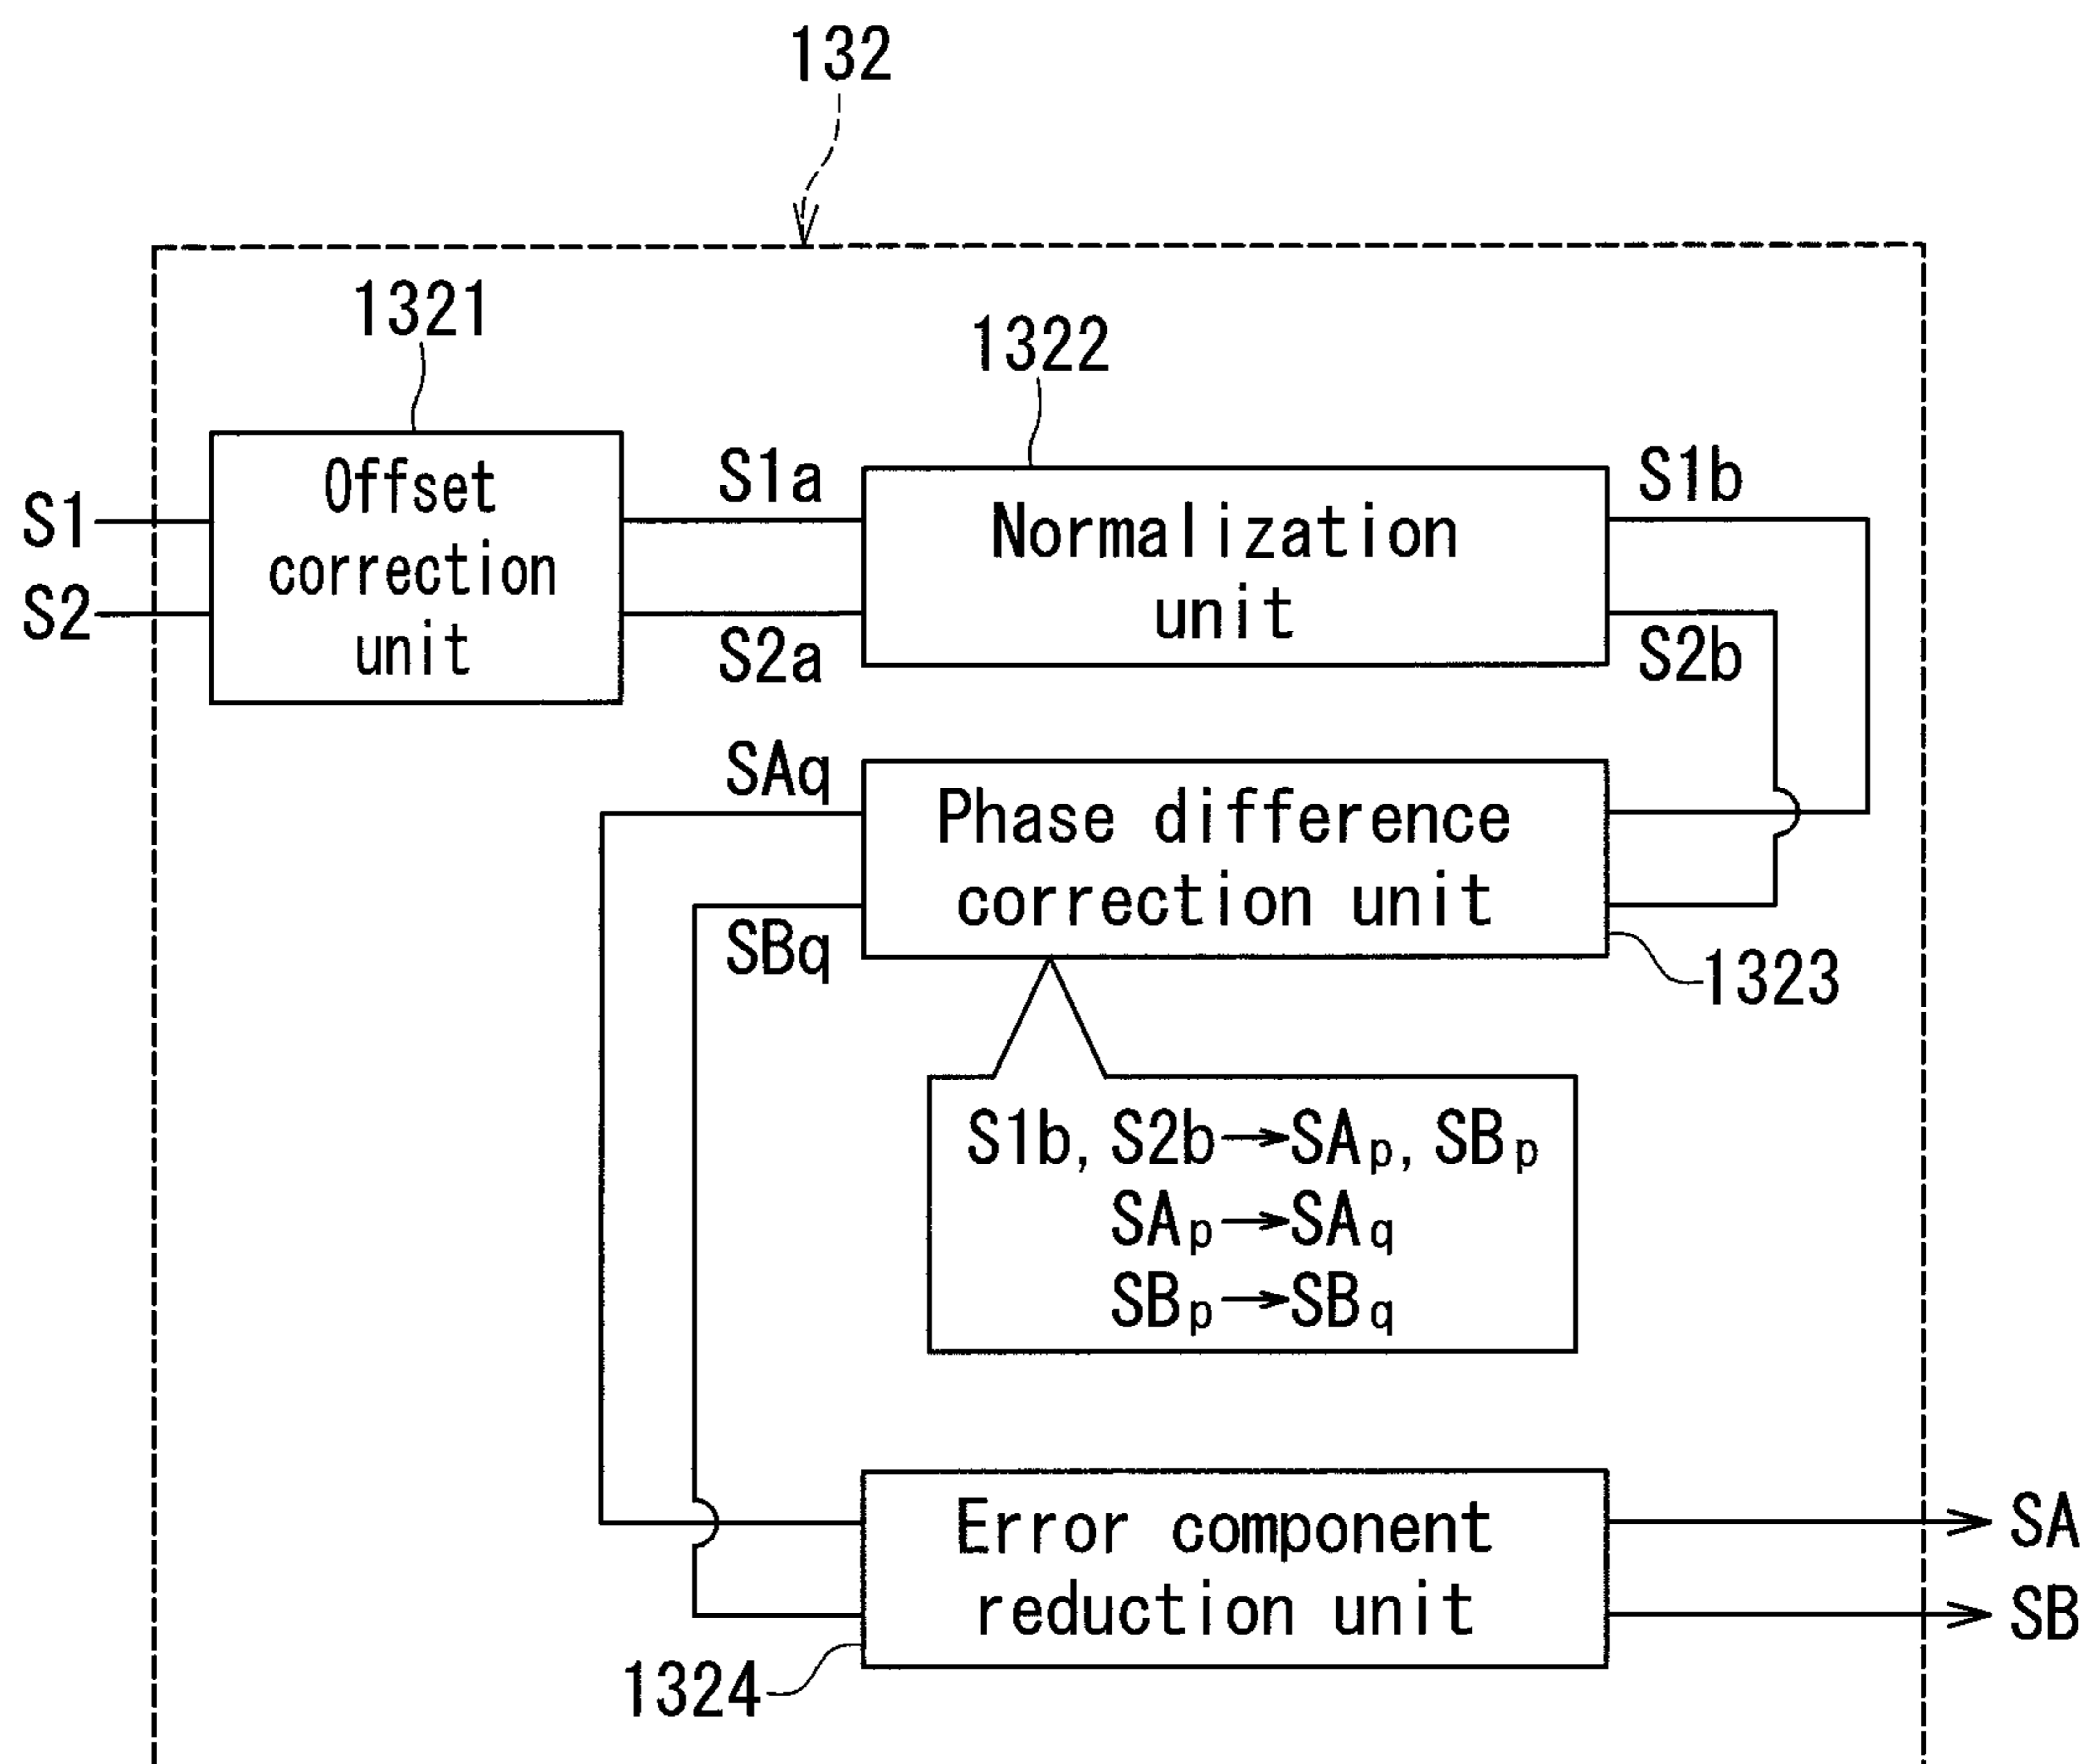 132
1321
1322
S1
S2
Offset
correction
unit
S1a
S2a
Normalization
unit
S1b
S2b
SAq
SBq
Phase difference
correction unit
1323
S1b, S2b→SAp, SBp
SAp→SAq
SBp→SBq
Error component
reduction unit
1324
SA
SB